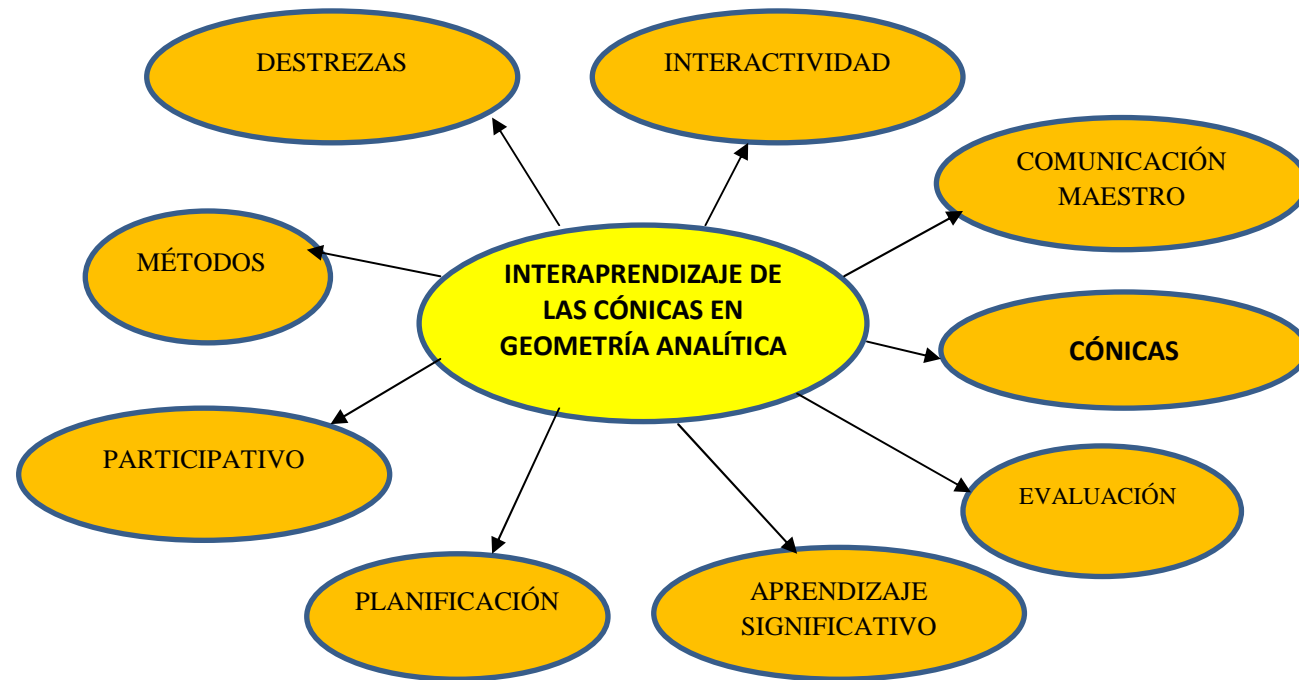 DESTREZAS
INTERACTIVIDAD
COMUNICACIÓN
MAESTRO
MÉTODOS
INTERAPRENDIZAJE DE
LAS CÓNICAS EN
GEOMETRÍA ANALÍTICA
CÓNICAS
PARTICIPATIVO
EVALUACIÓN
PLANIFICACIÓN
APRENDIZAJE
SIGNIFICATIVO